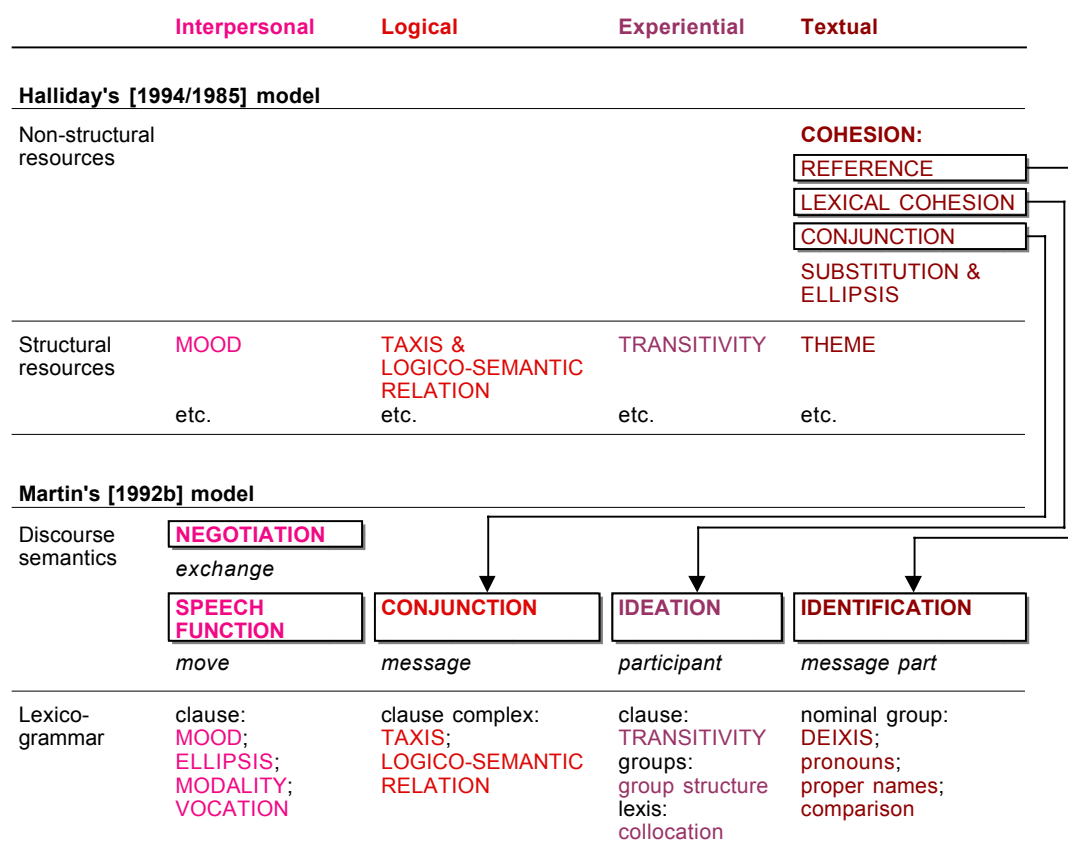 Interpersonal Logical Experiential Textual
Halliday's [1994/1985] model
Non-structural
resources
COHESION:
REFERENCE
LEXICAL COHESION
CONJUNCTION
SUBSTITUTION &
ELLIPSIS
Structural
resources
MOOD
etc.
TAXIS &
LOGICO-SEMANTIC
RELATION
etc.
TRANSITIVITY
etc.
THEME
etc.
Martin's [1992b] model
Discourse
semantics
NEGOTIATION
exchange
SPEECH
FUNCTION
move
CONJUNCTION
message
IDEATION
participant
IDENTIFICATION
message part
Lexico-
grammar
clause:
MOOD;
ELLIPSIS;
MODALITY;
VOCATION
clause complex:
TAXIS;
LOGICO-SEMANTIC
RELATION
clause:
TRANSITIVITY
groups:
group structure
lexis:
collocation
nominal group:
DEIXIS;
pronouns;
proper names;
comparison